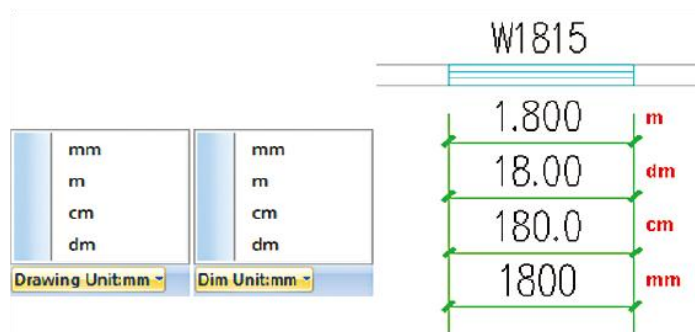 W1815
1.800 m
18.00 dm
180.0 cm
1800 mm
mm
m
cm
dm
Drawing Unit:mm
mm
m
cm
dm
Dim Unit:mm